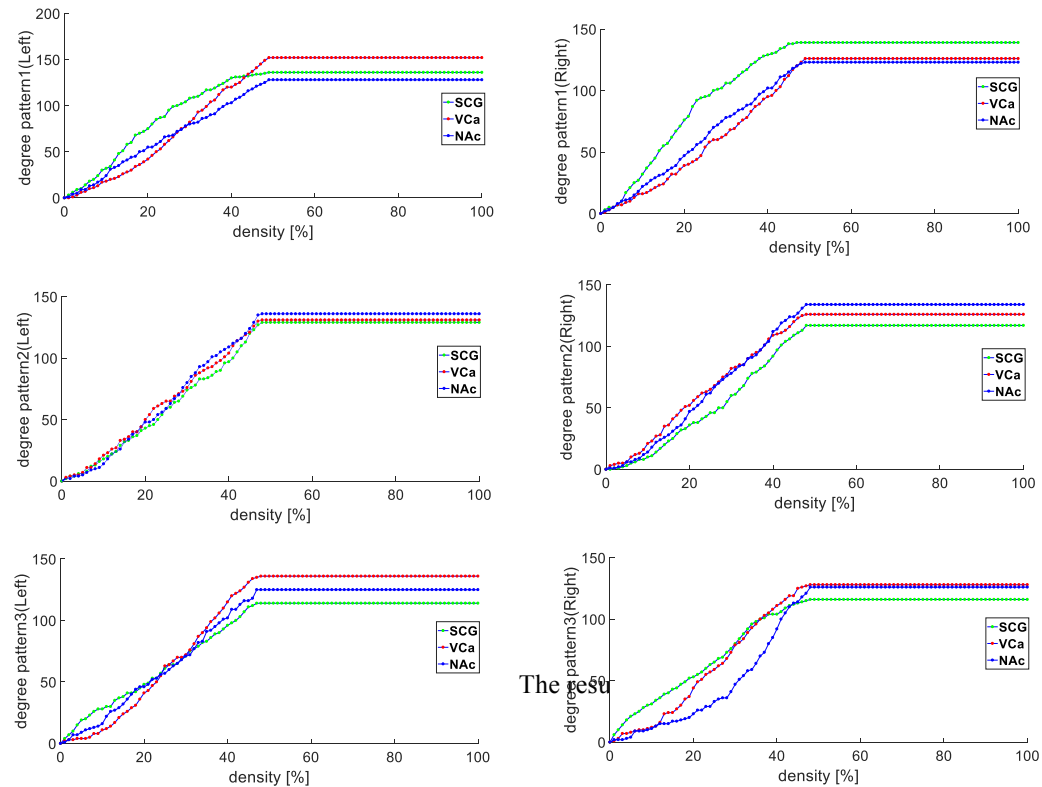 200
150
100
50
0
0 20 40 60 80 100
degree pattern1(Left)
density [%]
SCG
VCa
NAc
150
100
50
0
0 20 40 60 80 100
degree pattern1(Right)
density [%]
SCG
VCa
NAc
150
100
50
0
0 20 40 60 80 100
degree pattern2(Left)
density [%]
SCG
VCa
NAc
150
100
50
0
0 20 40 60 80 100
degree pattern2(Right)
density [%]
SCG
VCa
NAc
150
100
50
0
0 20 40 60 80 100
degree pattern3(Left)
density [%]
SCG
VCa
NAc
The resu
150
100
50
0
0 20 40 60 80 100
degree pattern3(Right)
density [%]
SCG
VCa
NAc